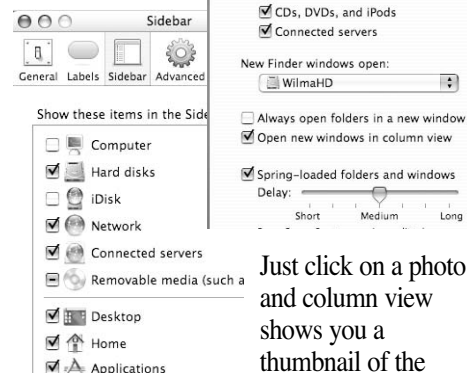 Sidebar
General Labels Sidebar Advanced
Show these items in the Side
Computer
Hard disks
iDisk
Network
Connected servers
Removable media (such a
Desktop
Home
Applications
CDs, DVDs, and iPods
Connected servers
New Finder windows open:
WilmaHD
Always open folders in a new window
Open new windows in column view
Spring-loaded folders and windows
Delay:
Short Medium Long
Just click on a photo
and column view
shows you a
thumbnail of the